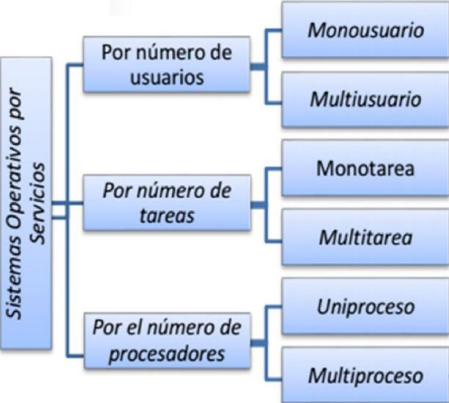 Sistemas Operativos por
Servicios
Por número de
usuarios
Monousuario
Multiusuario
Por número de
tareas
Monotarea
Multitarea
Por el número de
procesadores
Uniproceso
Multiproceso